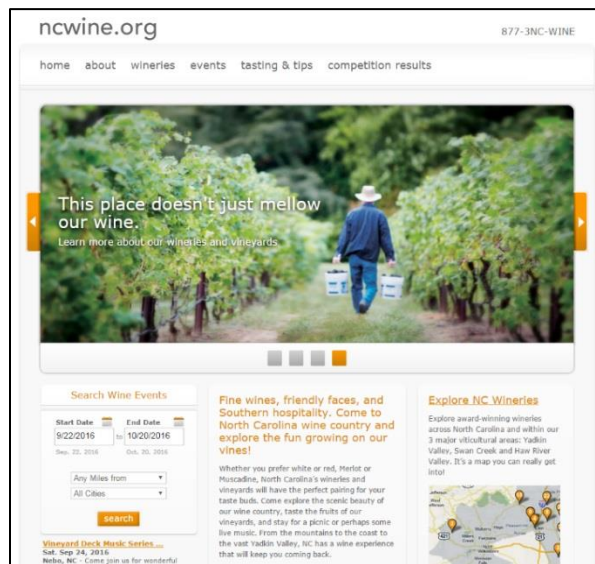 ncwine.org
877-3NC-WINE
home about wineries events tasting & tips competition results
This place doesn't just mellow
our wine.
Learn more about our wineries and vineyards
Search Wine Events
Start Date End Date
9/22/2016 to 10/20/2016
Sep. 22, 2016 Oct. 20, 2016
Any Miles from
All Cities
search
Vineyard Deck Music Series ...
Sat. Sep 24, 2016
Nebo, NC - Come join us for wonderful
Fine wines, friendly faces, and
Southern hospitality. Come to
North Carolina wine country and
explore the fun growing on our
vines!
Whether you prefer white or red, Merlot or
Muscadine, North Carolina's wineries and
vineyards will have the perfect pairing for your
taste buds. Come explore the scenic beauty of
our wine country, taste the fruits of our
vineyards, and stay for a picnic or perhaps some
live music. From the mountains to the coast to
the vast Yadkin Valley, NC has a wine experience
that will keep you coming back.
Explore NC Wineries
Explore award-winning wineries
across North Carolina and within our
3 major viticultural areas: Yadkin
Valley, Swan Creek and Haw River
Valley. It's a map you can really get
into!